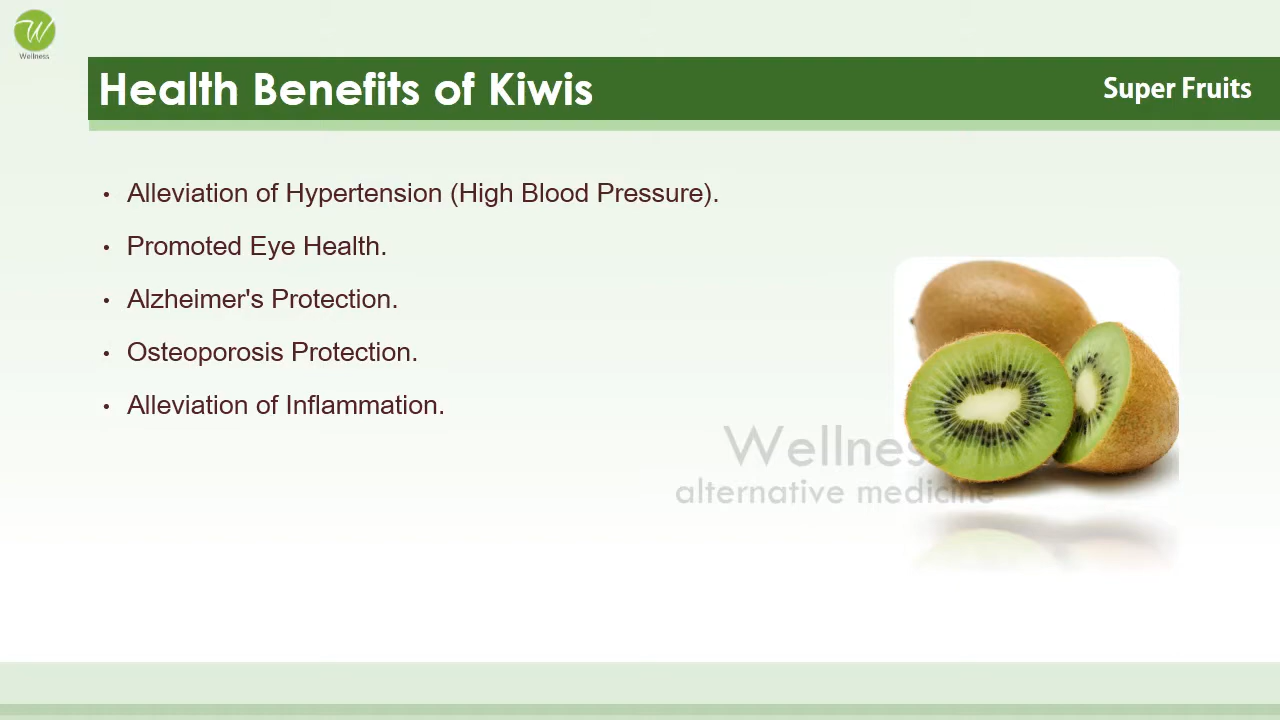 W
Wellness
Health Benefits of Kiwis
Super Fruits
• Alleviation of Hypertension (High Blood Pressure).
• Promoted Eye Health.
• Alzheimer's Protection.
• Osteoporosis Protection.
• Alleviation of Inflammation.
Wellness
alternative medicine